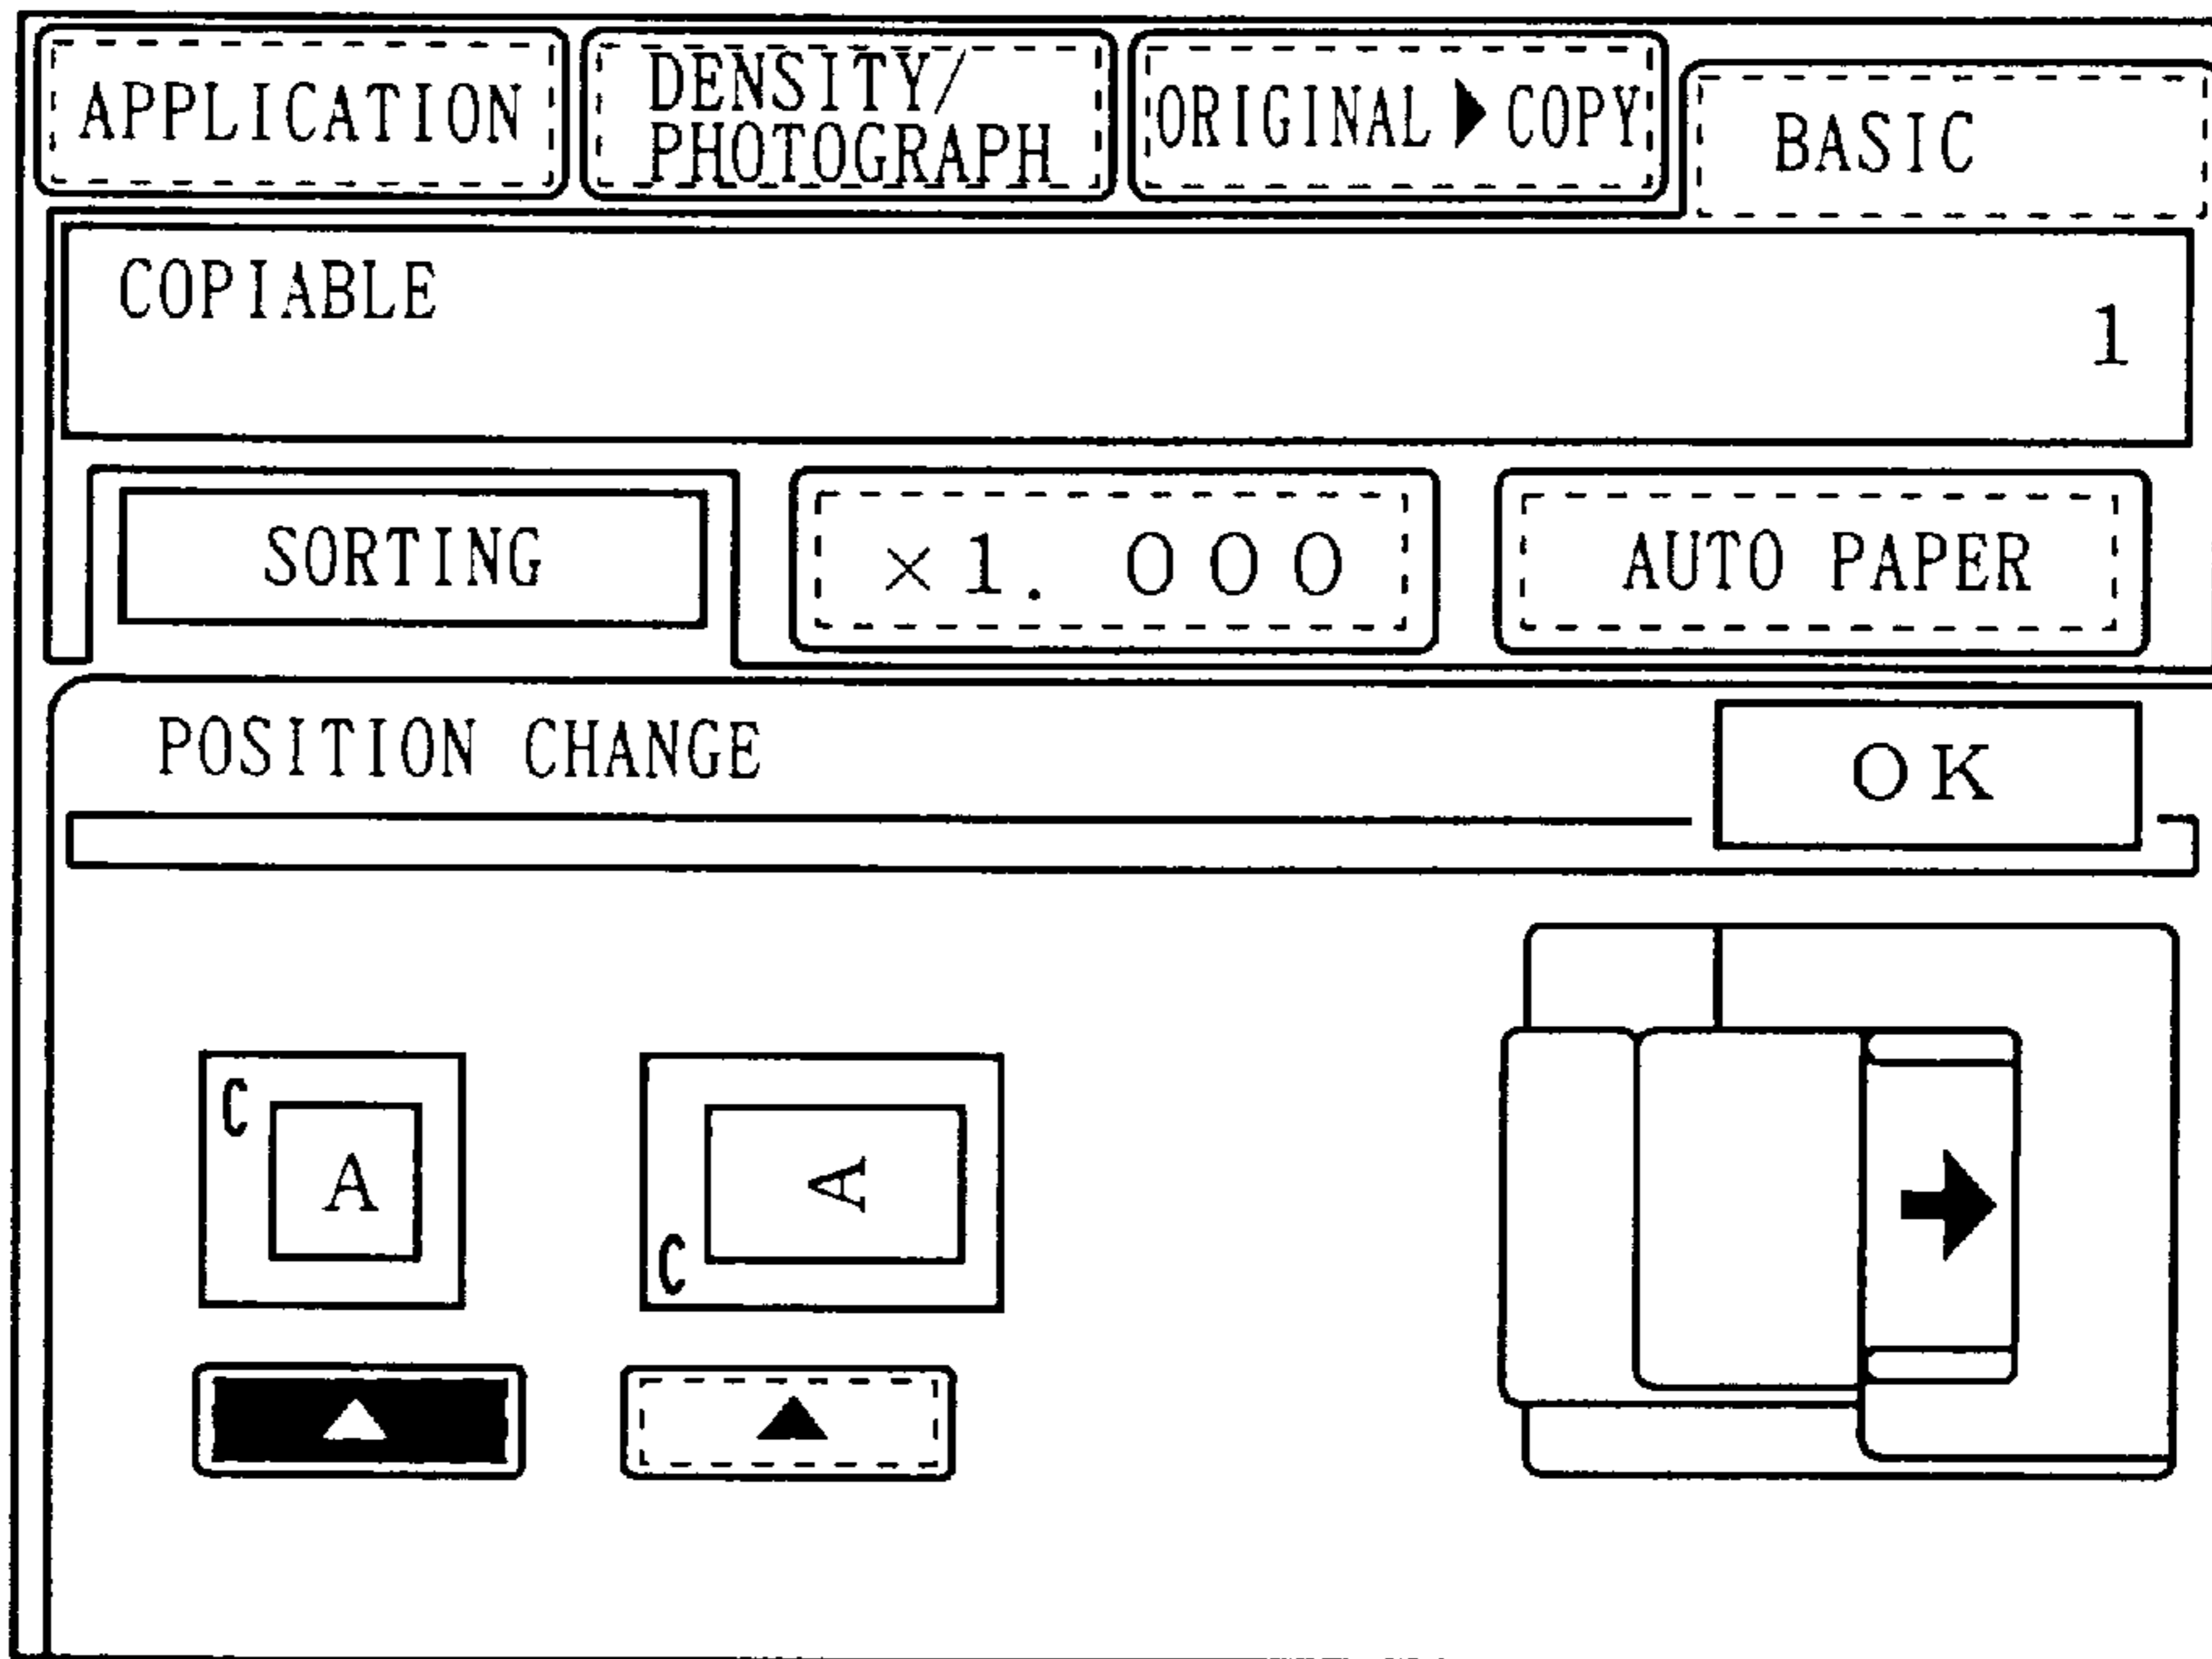 APPLICATION
DENSITY/
PHOTOGRAPH
ORIGINAL ▶ COPY
BASIC
COPIABLE
1
SORTING
×1. 000
AUTO PAPER
POSITION CHANGE
OK
C
A
A
C